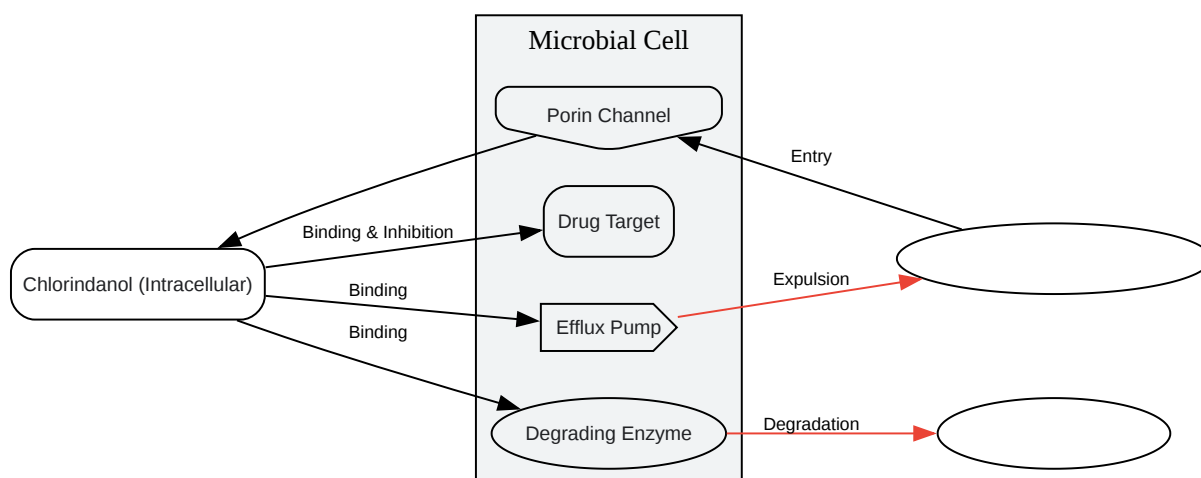 Microbial Cell
Porin Channel
Entry
Drug Target
Binding & Inhibition
Chlorindanol (Intracellular)
Expulsion
Binding
Efflux Pump
Binding
Degrading Enzyme
Degradation